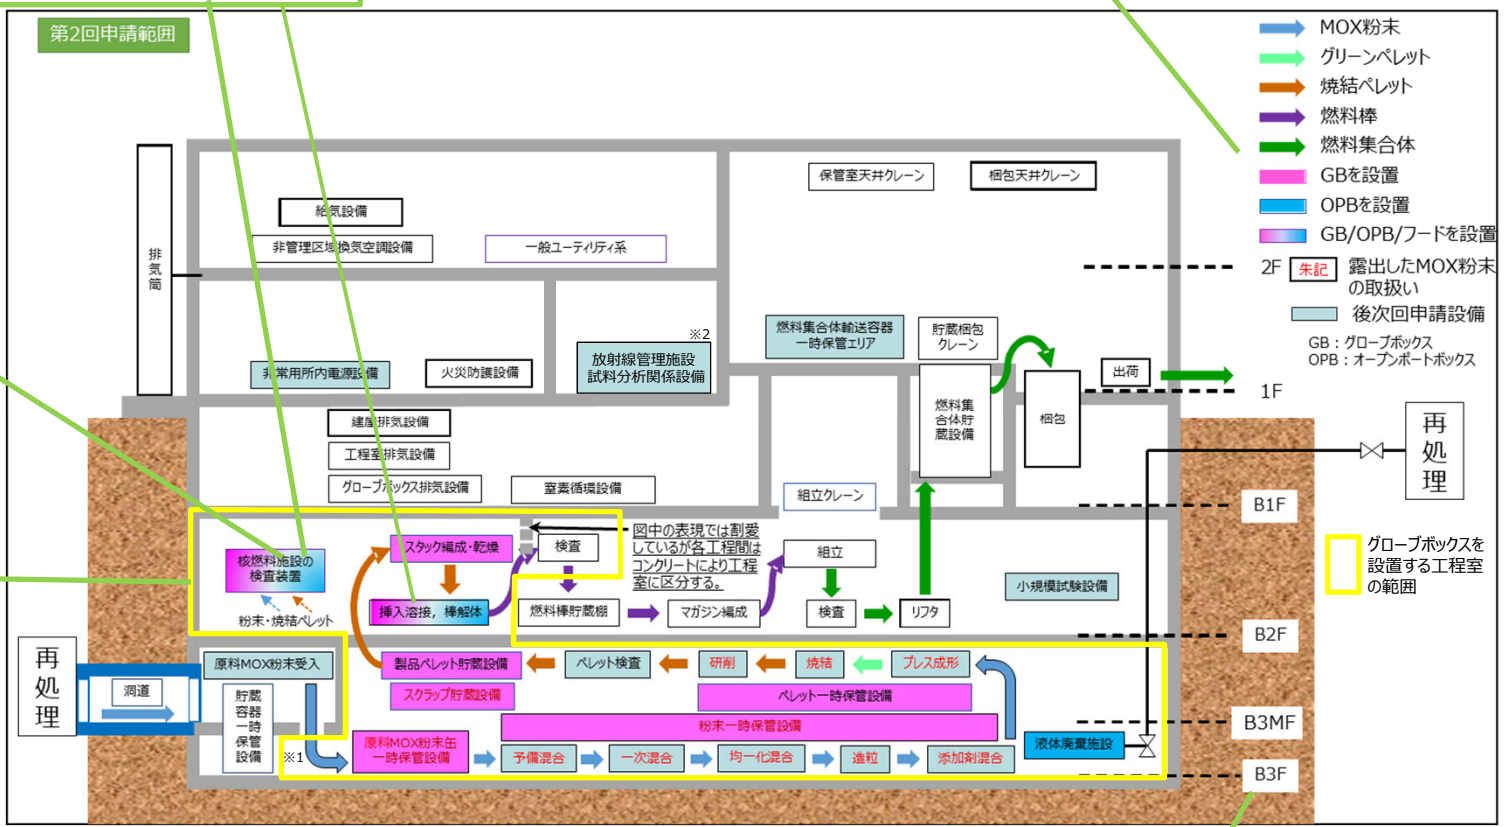 第2回申請範囲
MOX粉末
グリーンペレット
焼結ペレット
燃料棒
燃料集合体
GBを設置
OPBを設置
GB/OPB/フードを設置
朱記
露出したMOX粉末
の取扱い
後次回申請設備
GB：グローブボックス
OPB：オープンポートボックス
2F
1F
B1F
B2F
B3MF
B3F
グローブボックスを
設置する工程室
の範囲
排気筒
給気設備
非管理区域換気空調設備
一般ユーティリティ系
保管室天井クレーン
梱包天井クレーン
非常用所内電源設備
火災防護設備
※2
放射線管理施設
試料分析関係設備
燃料集合体輸送容器
一時保管エリア
貯蔵梱包
クレーン
出荷
燃料集
合体貯
蔵設備
梱包
再処理
建屋排気設備
工程室排気設備
グローブボックス排気設備
窒素循環設備
組立クレーン
核燃料施設の
検査装置
粉末・焼結ペレット
スタック編成・乾燥
挿入溶接，棒解体
検査
図中の表現では割愛
しているが各工程間は
コンクリートにより工程
室に区分する。
燃料棒貯蔵棚
マガジン編成
組立
検査
リフタ
小規模試験設備
再処理
洞道
原料MOX粉末受入
貯蔵
容器
一時
保管
設備
※1
製品ペレット貯蔵設備
ペレット検査
研削
焼結
プレス成形
スクラップ貯蔵設備
ペレット一時保管設備
粉末一時保管設備
原料MOX粉末缶
一時保管設備
予備混合
一次混合
均一化混合
造粒
添加剤混合
液体廃棄施設